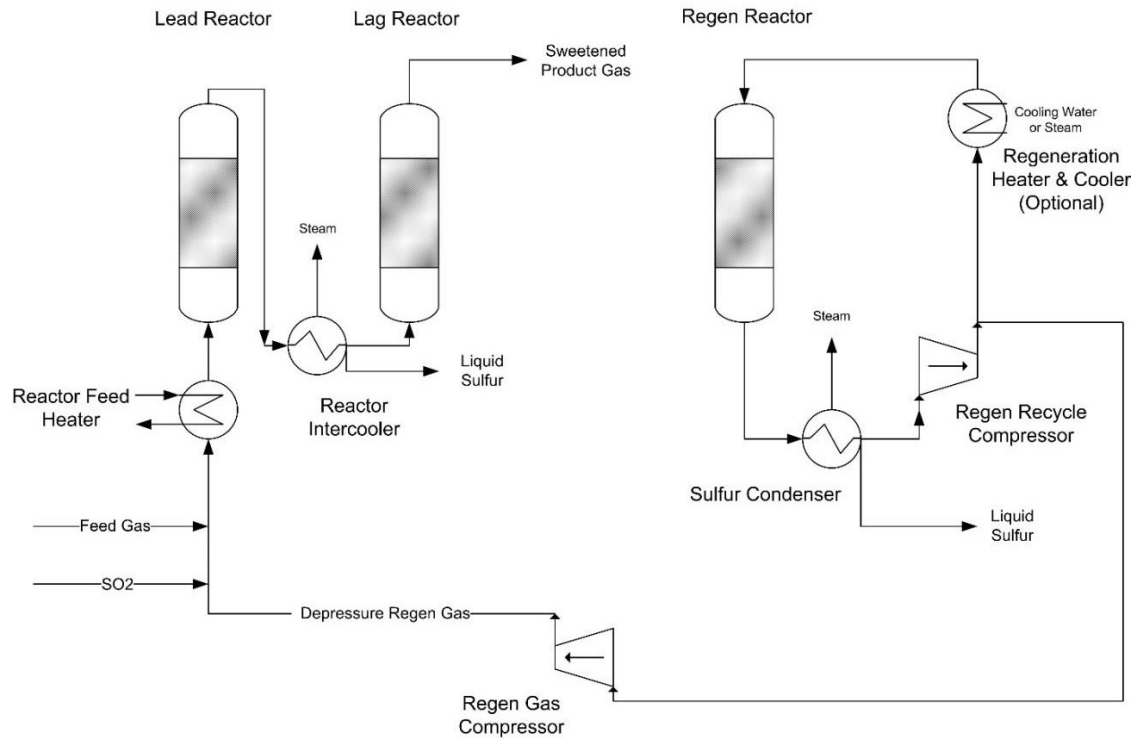 Lead Reactor
Lag Reactor
Regen Reactor
Sweetened
Product Gas
Cooling Water
or Steam
Regeneration
Heater & Cooler
(Optional)
Steam
Steam
Liquid
Sulfur
Reactor Feed
Heater
Reactor
Intercooler
Regen Recycle
Compressor
Sulfur Condenser
Liquid
Sulfur
Feed Gas
SO2
Depressure Regen Gas
Regen Gas
Compressor